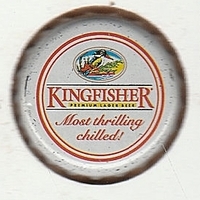 KINGFISHER
PREMIUM LAGER BEER
Most thrilling
chilled!